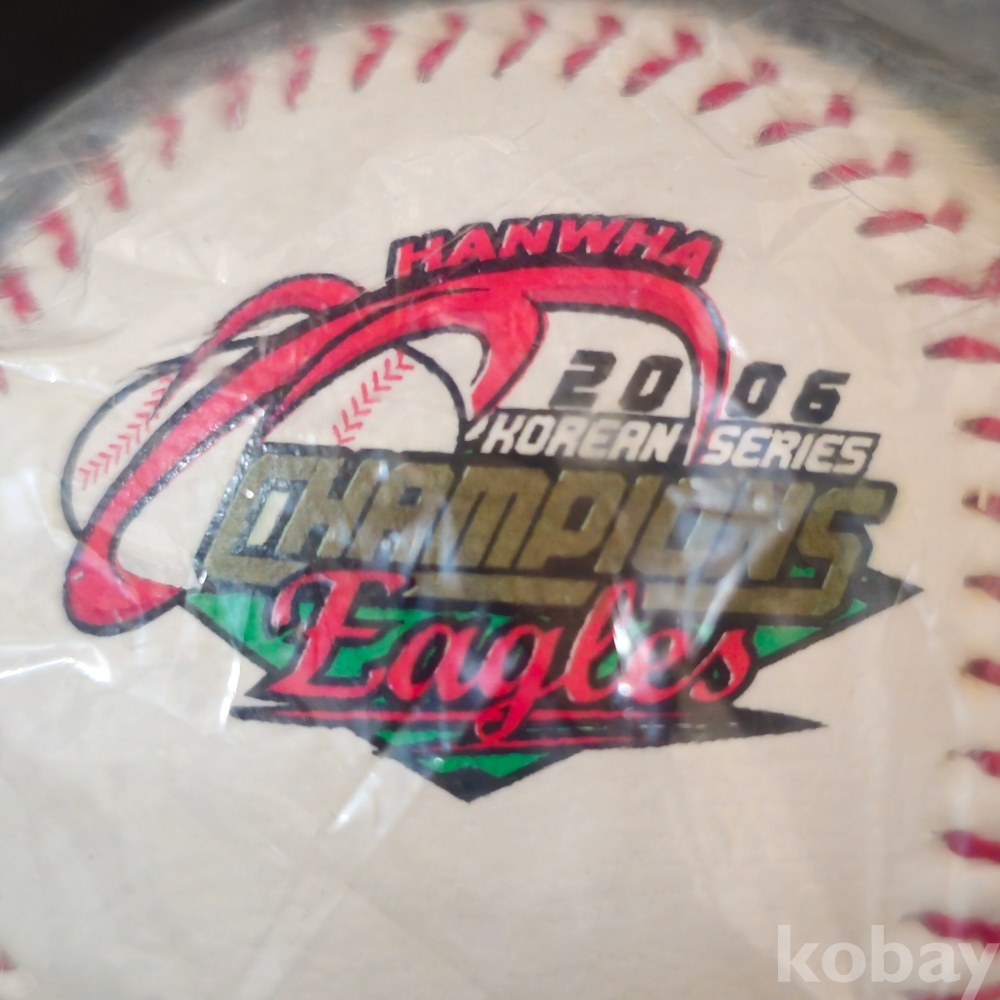 HANWHA
2006
KOREAN SERIES
CHAMPIONS
Eagles
kobay